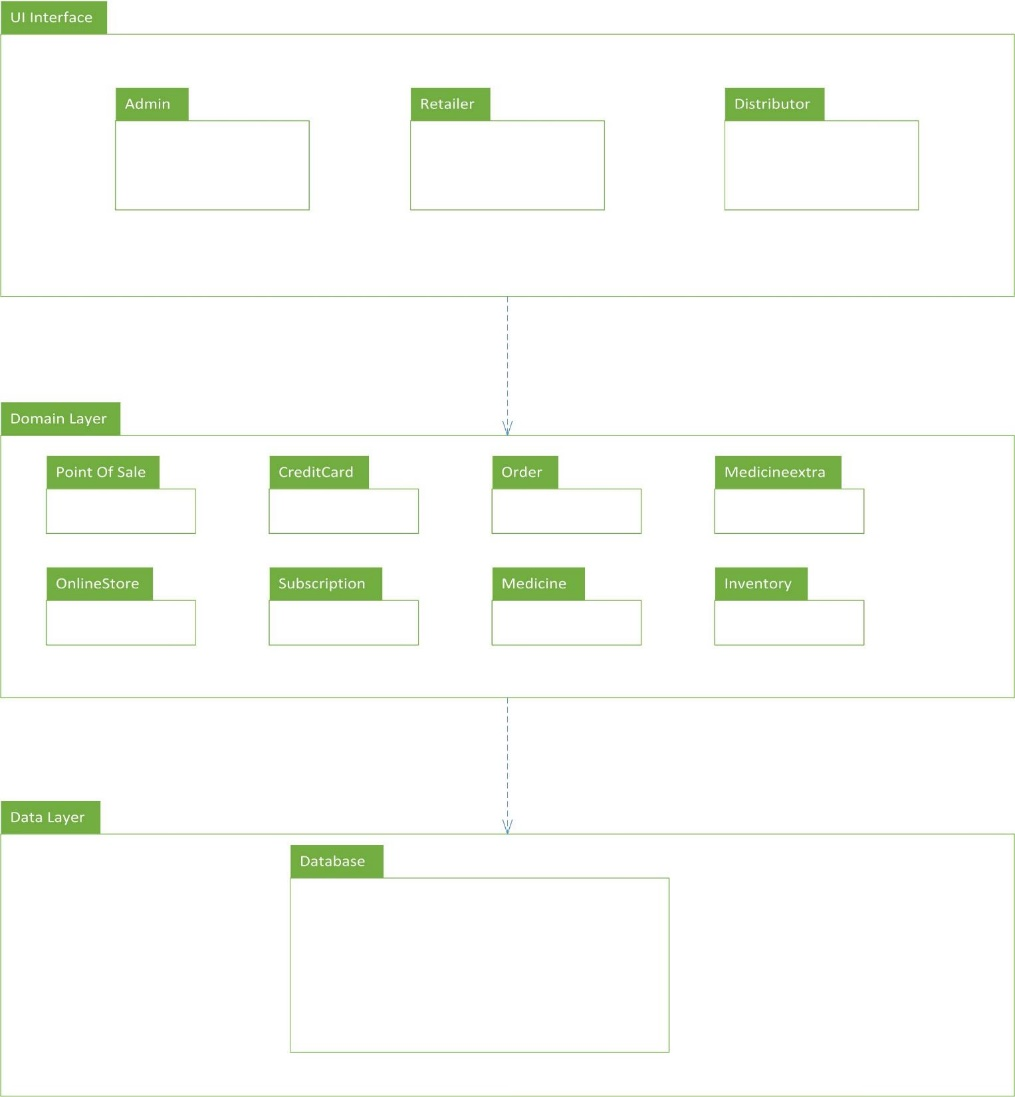 UI Interface
Admin
Retailer
Distributor
Domain Layer
Point Of Sale
CreditCard
Order
Medicineextra
OnlineStore
Subscription
Medicine
Inventory
Data Layer
Database